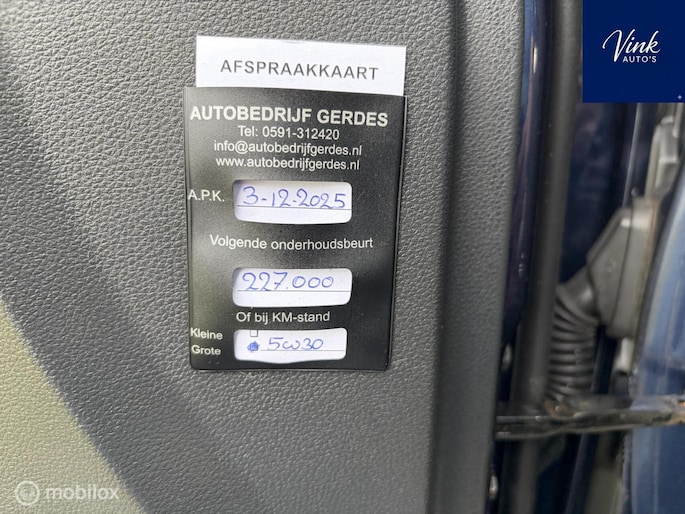 AFSPRAAKKAART
AUTOBEDRIJF GERDES
Tel: 0591-312420
info@autobedrijfgerdes.nl
www.autobedrijfgerdes.nl
A.P.K. 3-12-2025
Volgende onderhoudsbeurt
227.000
Of bij KM-stand
Kleine
Grote 5W30
Vink
AUTO'S
mobilox